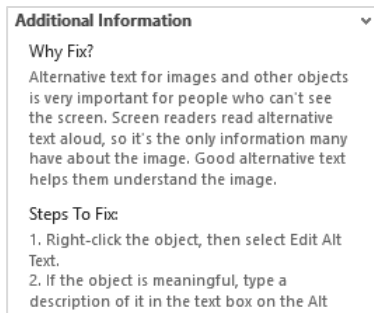 Additional Information
Why Fix?
Alternative text for images and other objects
is very important for people who can't see
the screen. Screen readers read alternative
text aloud, so it's the only information many
have about the image. Good alternative text
helps them understand the image.
Steps To Fix:
1. Right-click the object, then select Edit Alt
Text.
2. If the object is meaningful, type a
description of it in the text box on the Alt